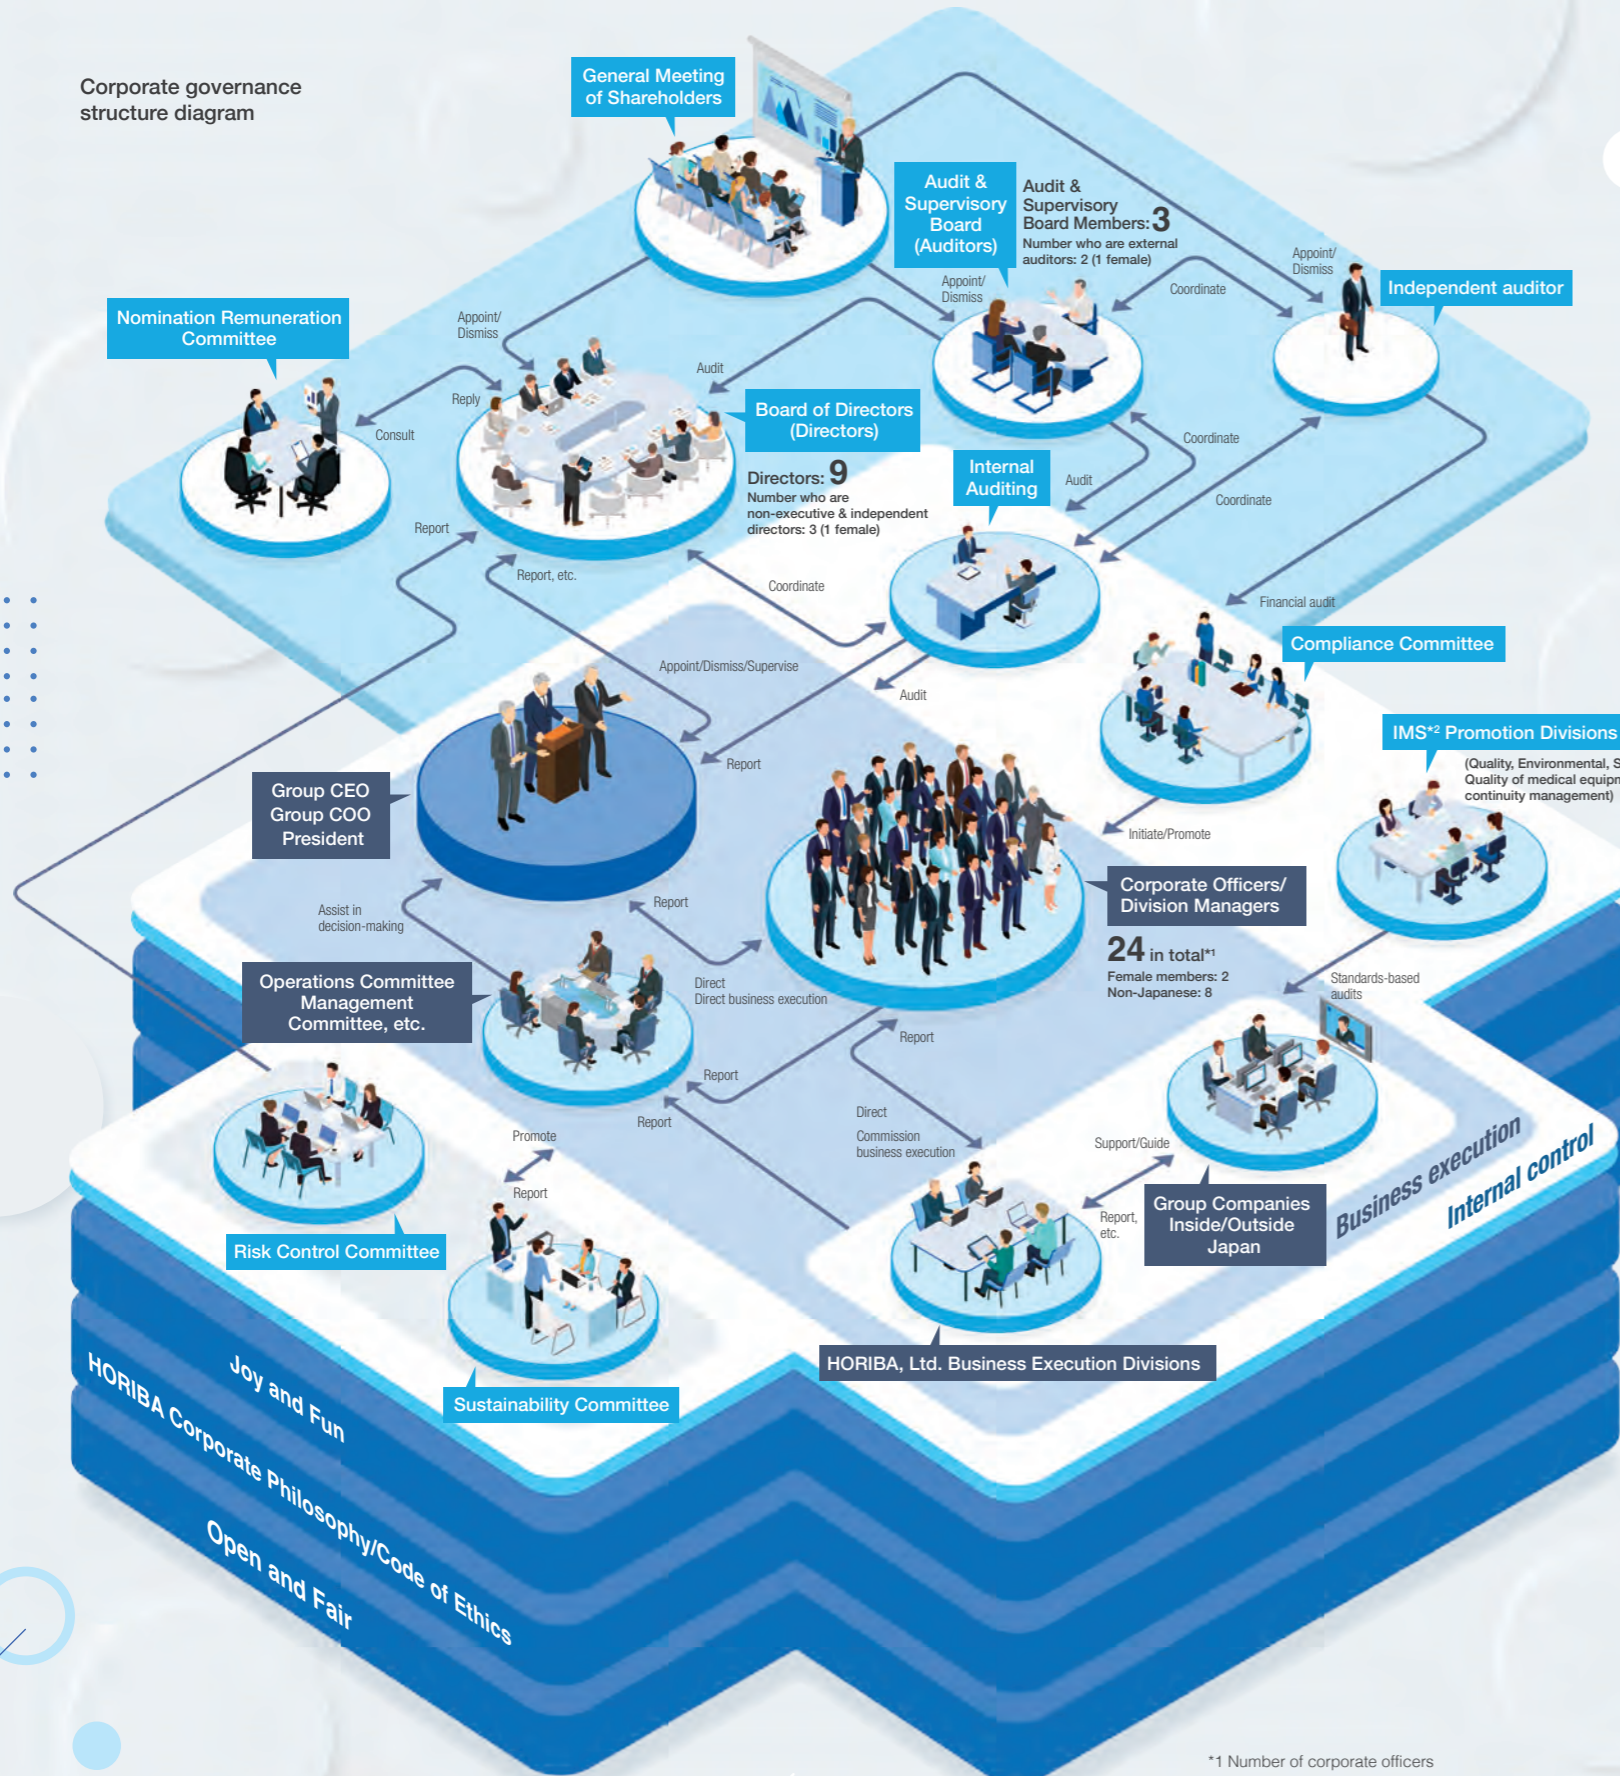 Corporate governance
structure diagram
General Meeting
of Shareholders
Audit &
Supervisory
Board
(Auditors)
Audit &
Supervisory
Board Members: 3
Number who are external
auditors: 2 (1 female)
Appoint/
Dismiss
Independent auditor
Appoint/
Dismiss
Coordinate
Nomination Remuneration
Committee
Appoint/
Dismiss
Audit
Reply
Consult
Board of Directors
(Directors)
Directors: 9
Number who are
non-executive & independent
directors: 3 (1 female)
Internal
Auditing
Audit
Coordinate
Coordinate
Report
Report, etc.
Coordinate
Financial audit
Compliance Committee
Appoint/Dismiss/Supervise
Audit
Report
IMS*2 Promotion Divisions
(Quality, Environmental, S
Quality of medical equipm
continuity management)
Group CEO
Group COO
President
Initiate/Promote
Corporate Officers/
Division Managers
24 in total*1
Female members: 2
Non-Japanese: 8
Assist in
decision-making
Report
Operations Committee
Management
Committee, etc.
Direct
Direct business execution
Standards-based
audits
Report
Report
Report
Direct
Commission
business execution
Promote
Report
Support/Guide
Report,
etc.
Group Companies
Inside/Outside
Japan
Business execution
Internal control
Risk Control Committee
HORIBA, Ltd. Business Execution Divisions
Sustainability Committee
Joy and Fun
HORIBA Corporate Philosophy/Code of Ethics
Open and Fair
*1 Number of corporate officers